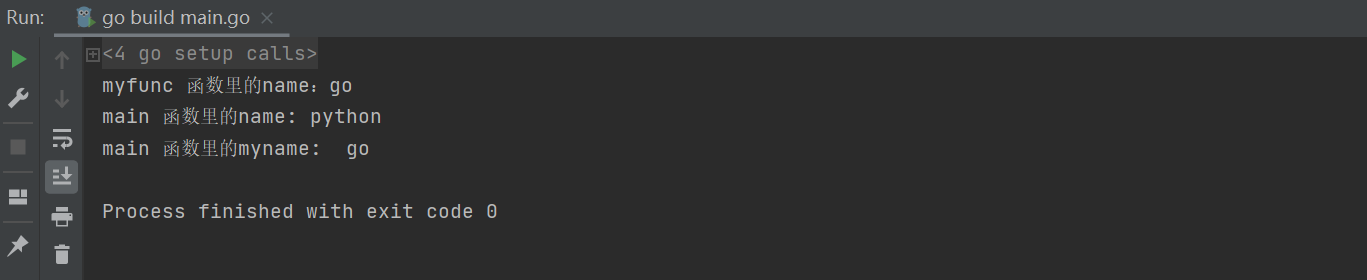 Run: go build main.go
<4 go setup calls>
myfunc 函数里的name：go
main 函数里的name: python
main 函数里的myname:  go
Process finished with exit code 0